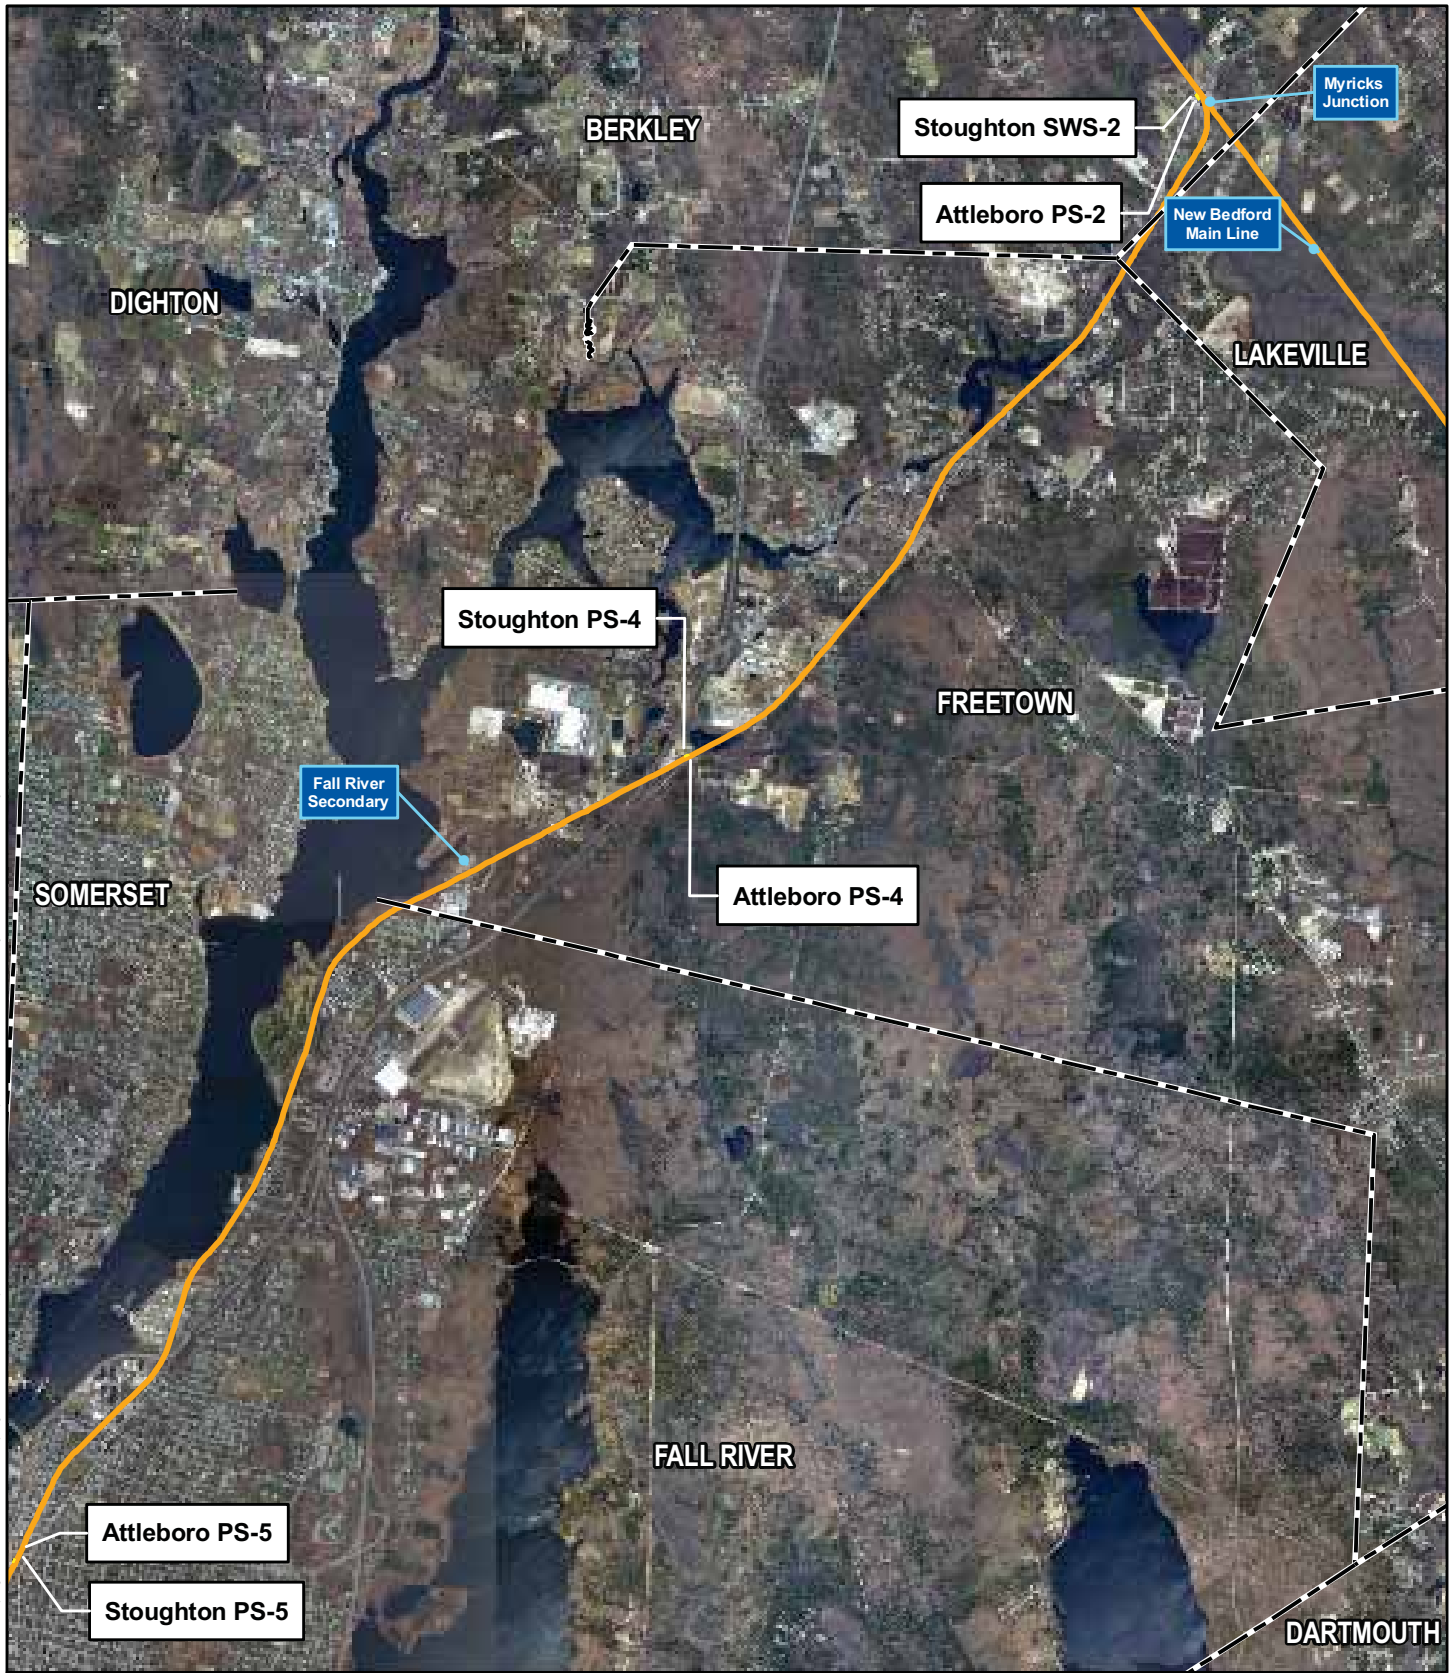 Myricks
Junction
Stoughton SWS-2
BERKLEY
Attleboro PS-2
New Bedford
Main Line
DIGHTON
LAKEVILLE
Stoughton PS-4
FREETOWN
Fall River
Secondary
SOMERSET
Attleboro PS-4
FALL RIVER
Attleboro PS-5
Stoughton PS-5
DARTMOUTH